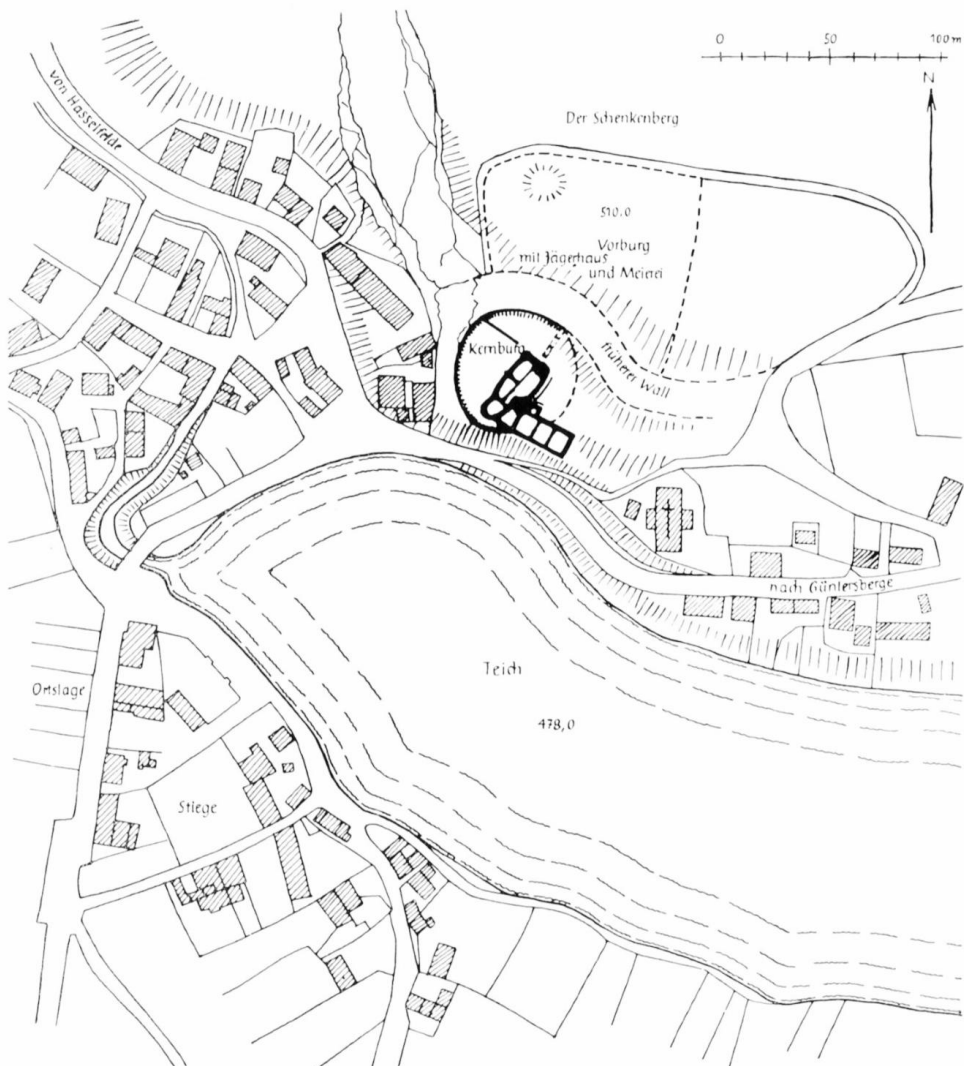 0 50 100 m
N
von Hasselfelde
Der Schenkenberg
510.0
Vorburg
mit Jägerhaus
und Meierei
Kernburg
früherer Wall
nach Güntersberge
Teich
478,0
Ortslage
Stiege